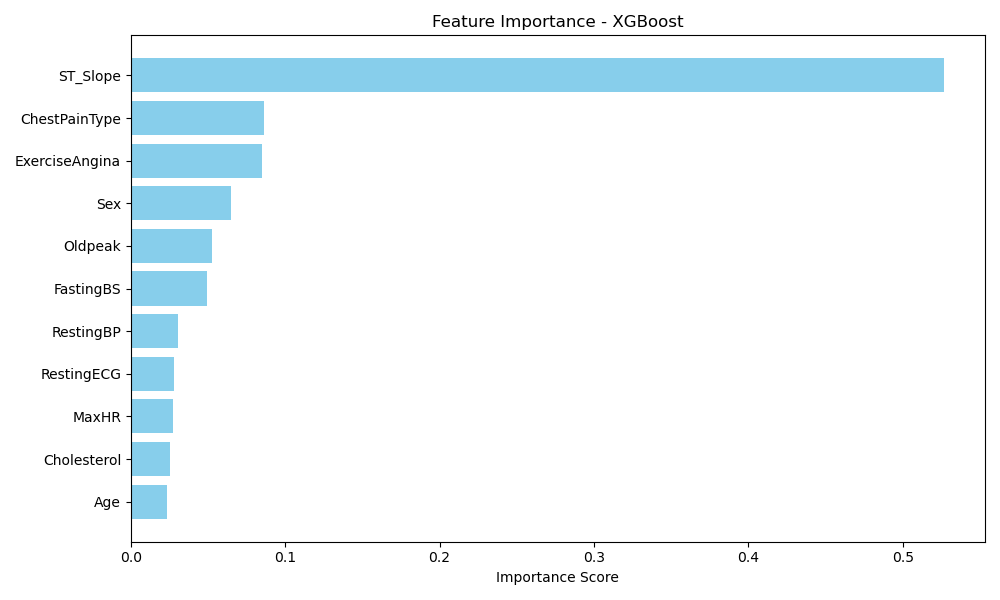 Feature Importance - XGBoost
ST_Slope
ChestPainType
ExerciseAngina
Sex
Oldpeak
FastingBS
RestingBP
RestingECG
MaxHR
Cholesterol
Age
0.0 0.1 0.2 0.3 0.4 0.5
Importance Score